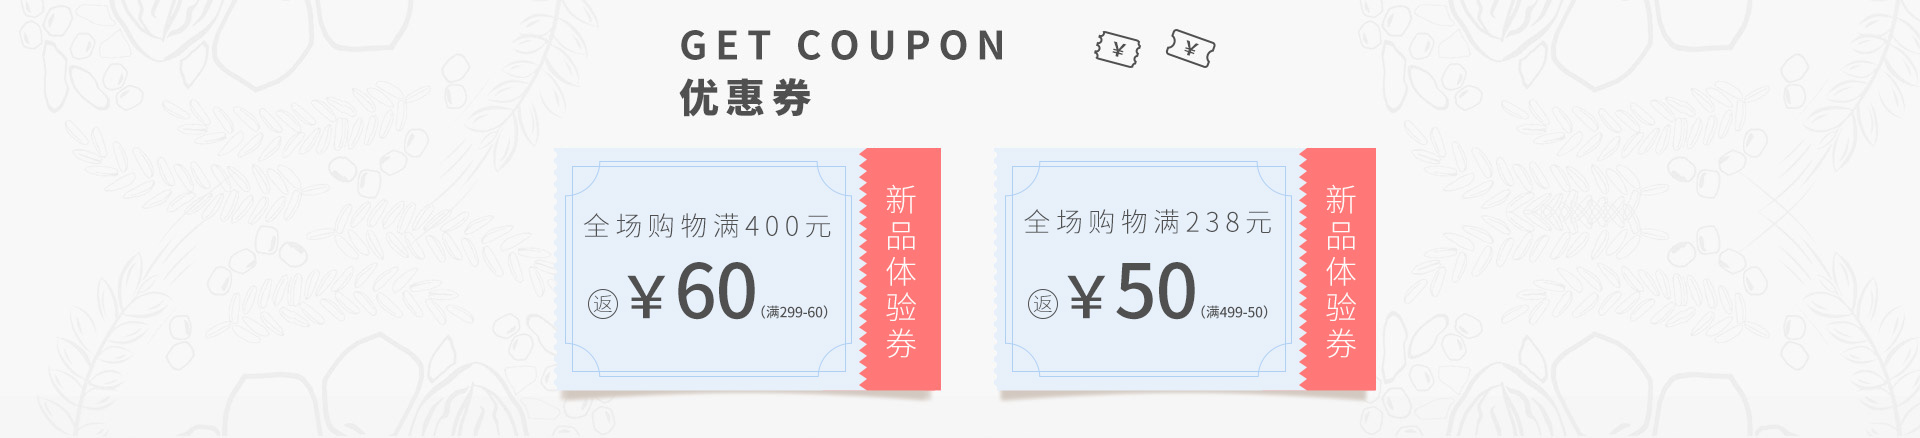 GET COUPON
优惠券
¥
¥
全场购物满400元
返 ¥60(满299-60)
新品体验券
全场购物满238元
返 ¥50(满499-50)
新品体验券